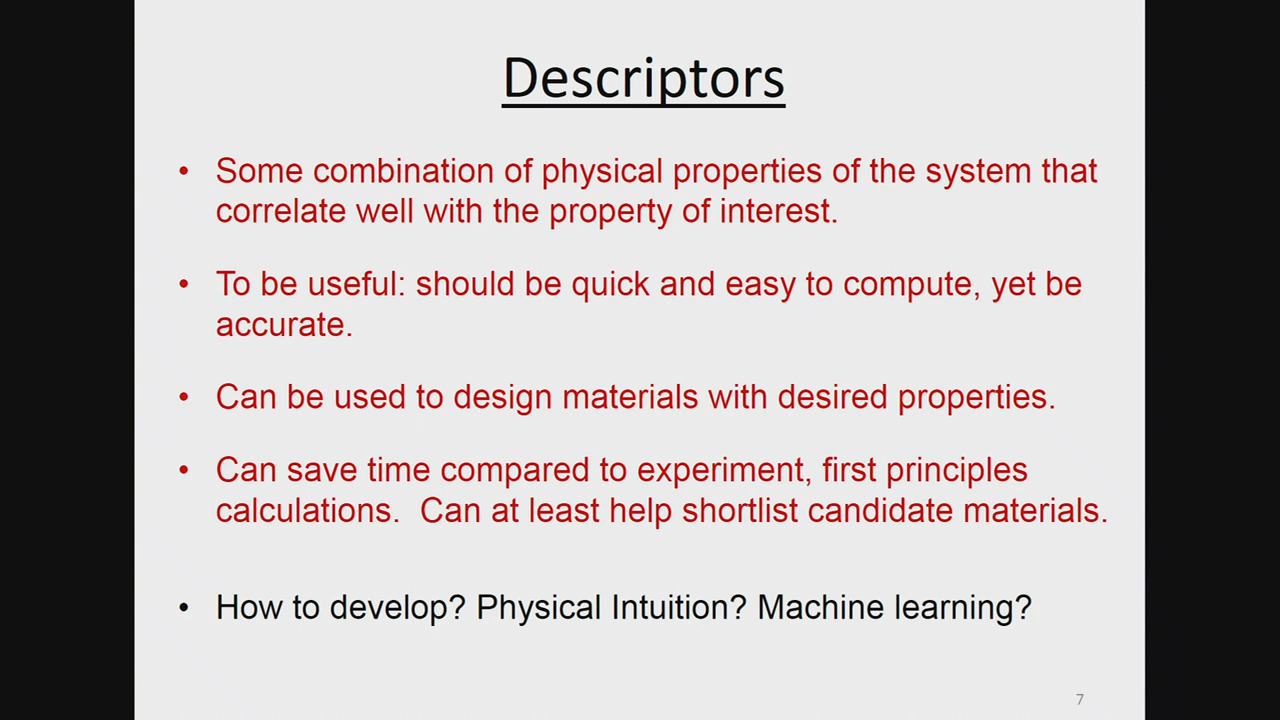 Descriptors
• Some combination of physical properties of the system that
correlate well with the property of interest.
• To be useful: should be quick and easy to compute, yet be
accurate.
• Can be used to design materials with desired properties.
• Can save time compared to experiment, first principles
calculations.  Can at least help shortlist candidate materials.
• How to develop? Physical Intuition? Machine learning?
7